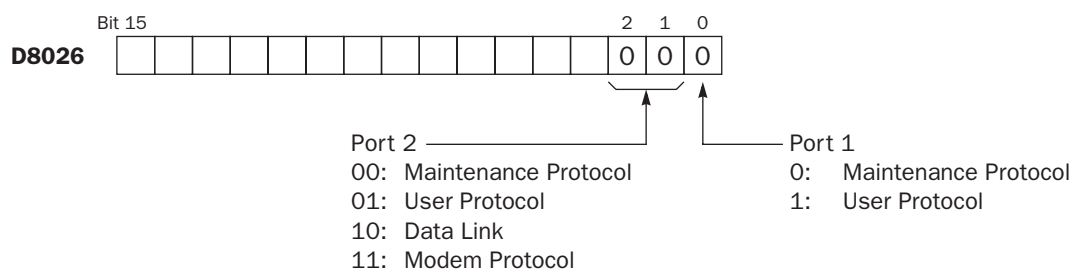 Bit 15 2 1 0
D8026 0 0 0
Port 2
00: Maintenance Protocol
01: User Protocol
10: Data Link
11: Modem Protocol
Port 1
0: Maintenance Protocol
1: User Protocol